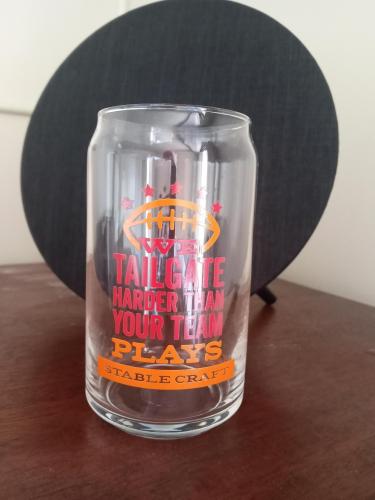 WE
TAILGATE
HARDER THAN
YOUR TEAM
PLAYS
STABLE CRAFT